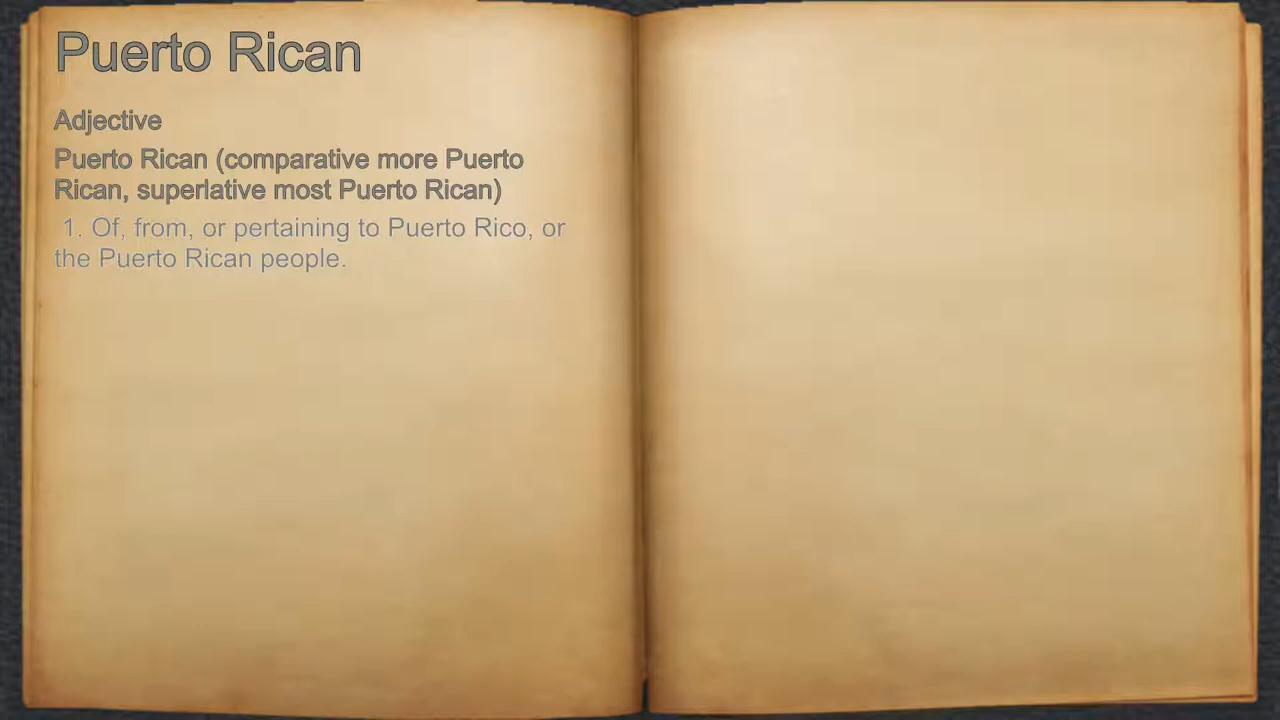 Puerto Rican
Adjective
Puerto Rican (comparative more Puerto
Rican, superlative most Puerto Rican)
1. Of, from, or pertaining to Puerto Rico, or
the Puerto Rican people.